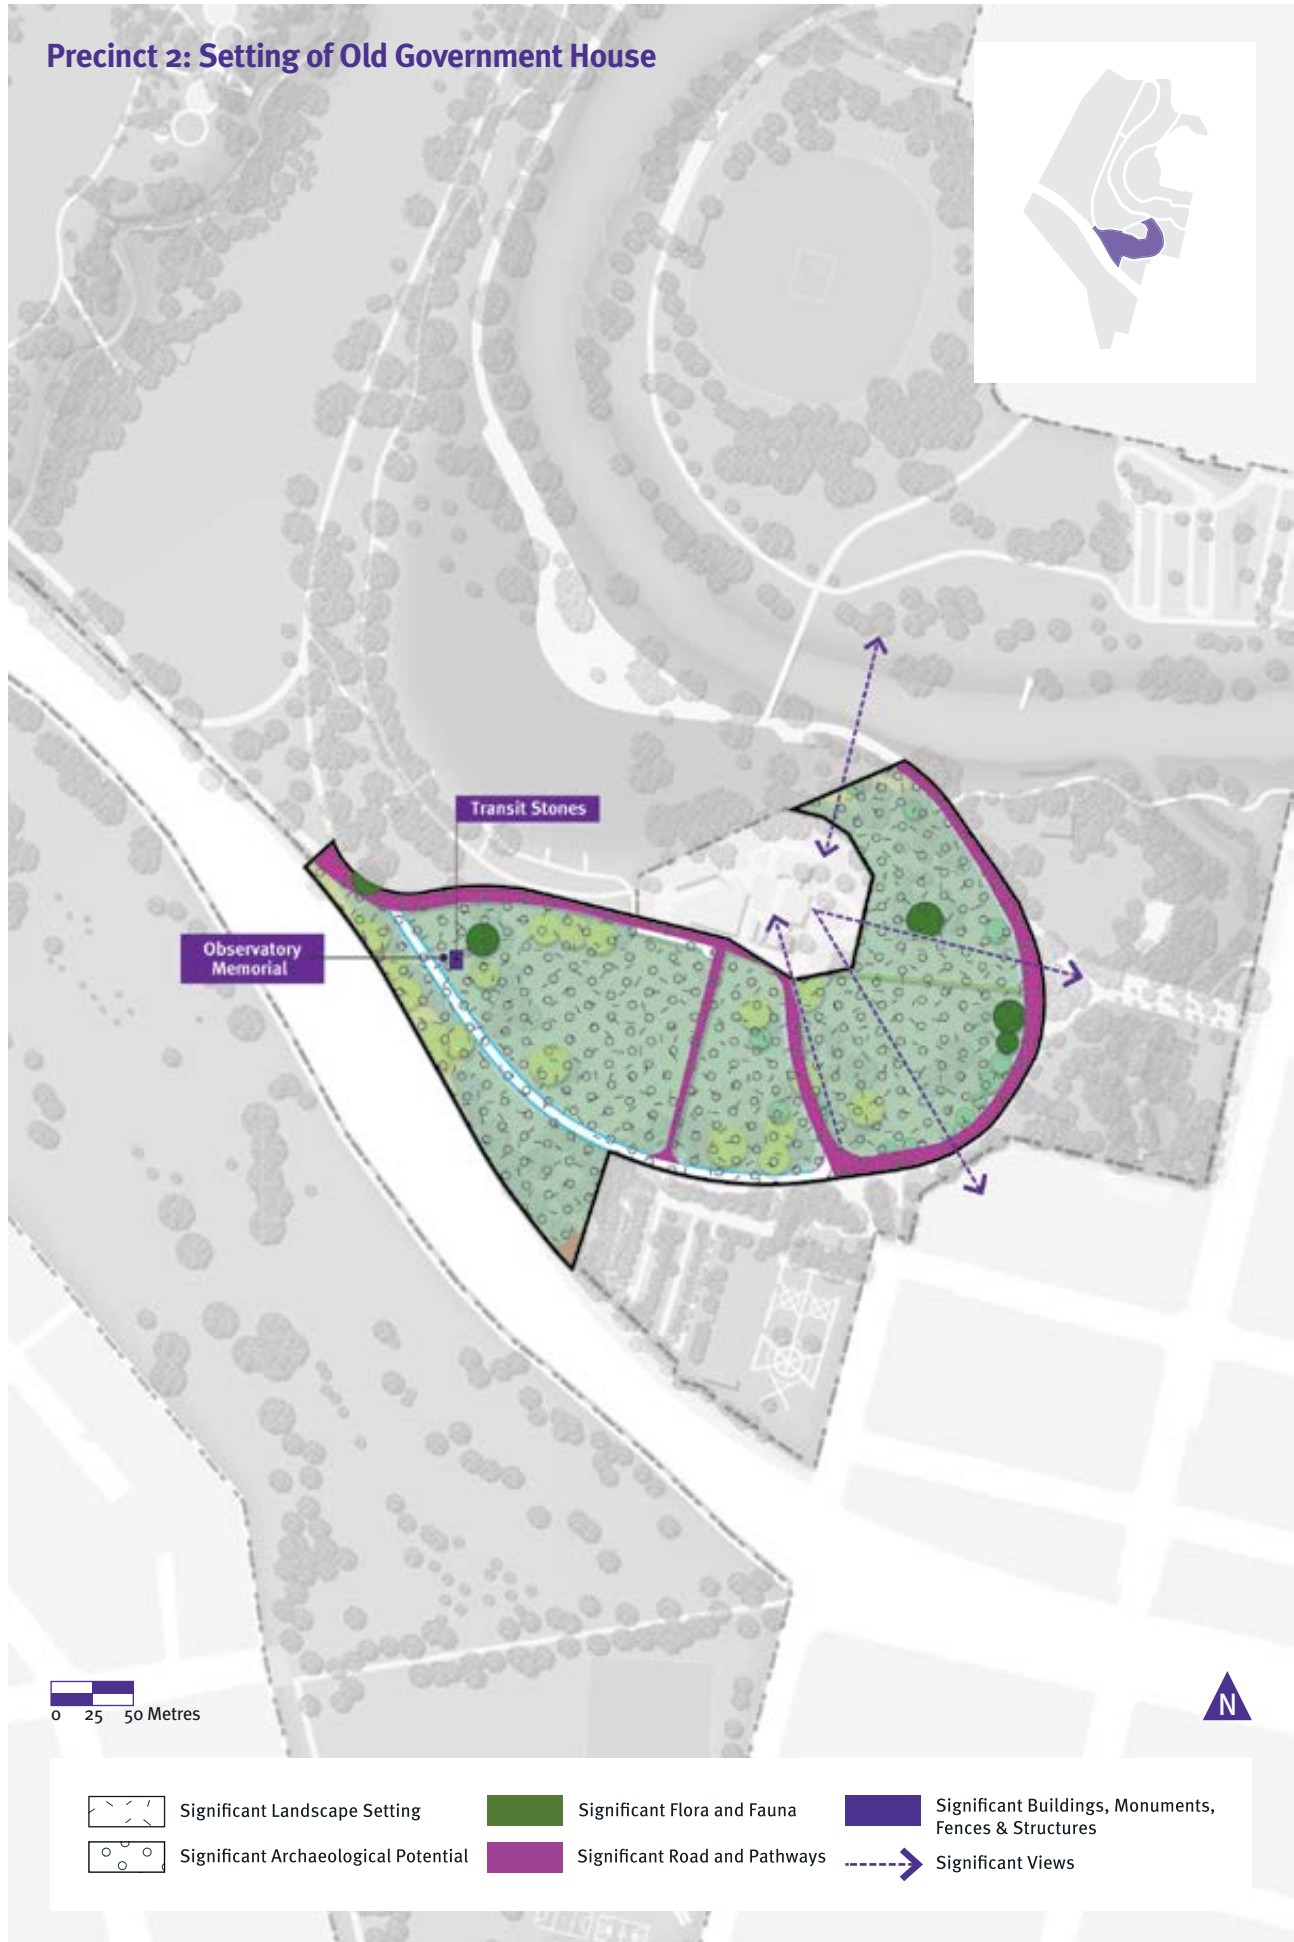 Precinct 2: Setting of Old Government House
Transit Stones
Observatory
Memorial
0 25 50 Metres
N
Significant Landscape Setting
Significant Archaeological Potential
Significant Flora and Fauna
Significant Road and Pathways
Significant Buildings, Monuments,
Fences & Structures
Significant Views